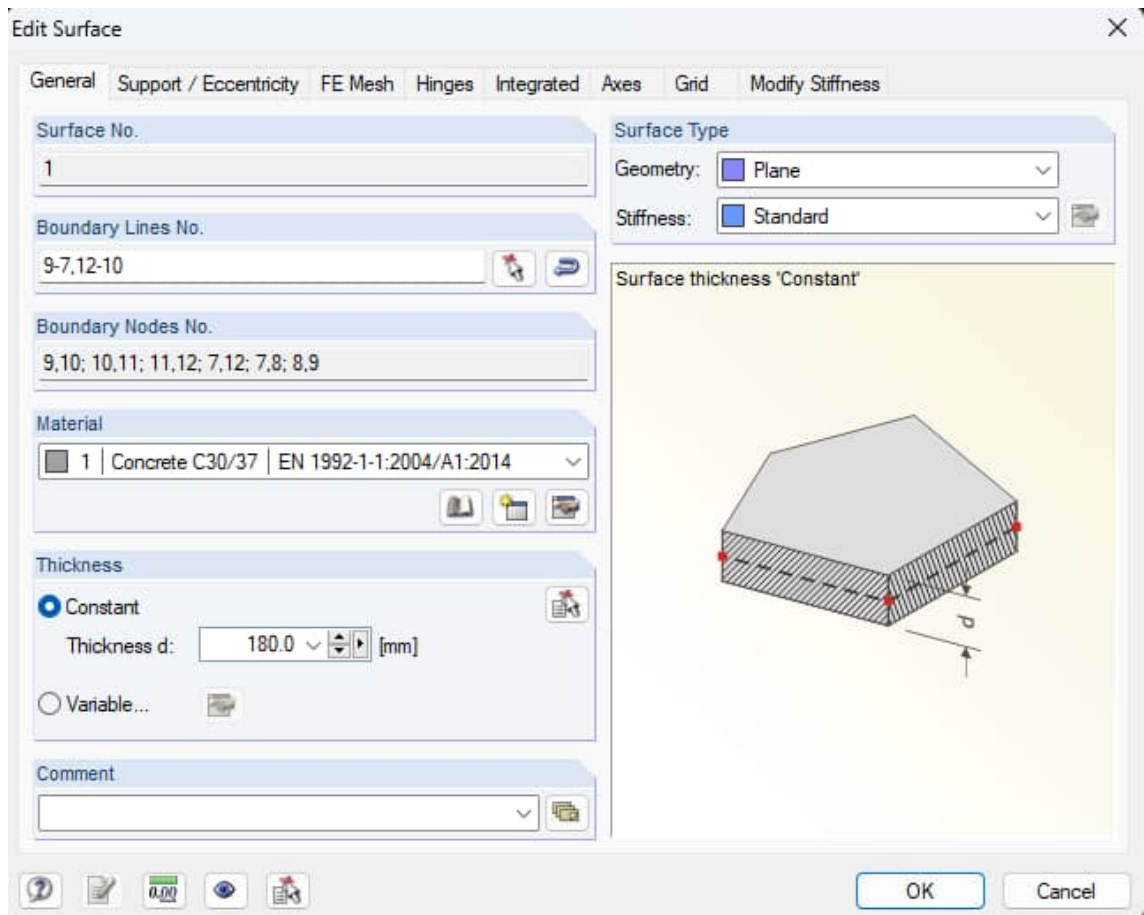 Edit Surface
General Support / Eccentricity FE Mesh Hinges Integrated Axes Grid Modify Stiffness
Surface No.
1
Boundary Lines No.
9-7,12-10
Boundary Nodes No.
9,10; 10,11; 11,12; 7,12; 7,8; 8,9
Material
1 Concrete C30/37 EN 1992-1-1:2004/A1:2014
Thickness
Constant
Thickness d: 180.0 [mm]
Variable...
Comment
Surface Type
Geometry: Plane
Stiffness: Standard
Surface thickness 'Constant'
d
0.00
OK Cancel